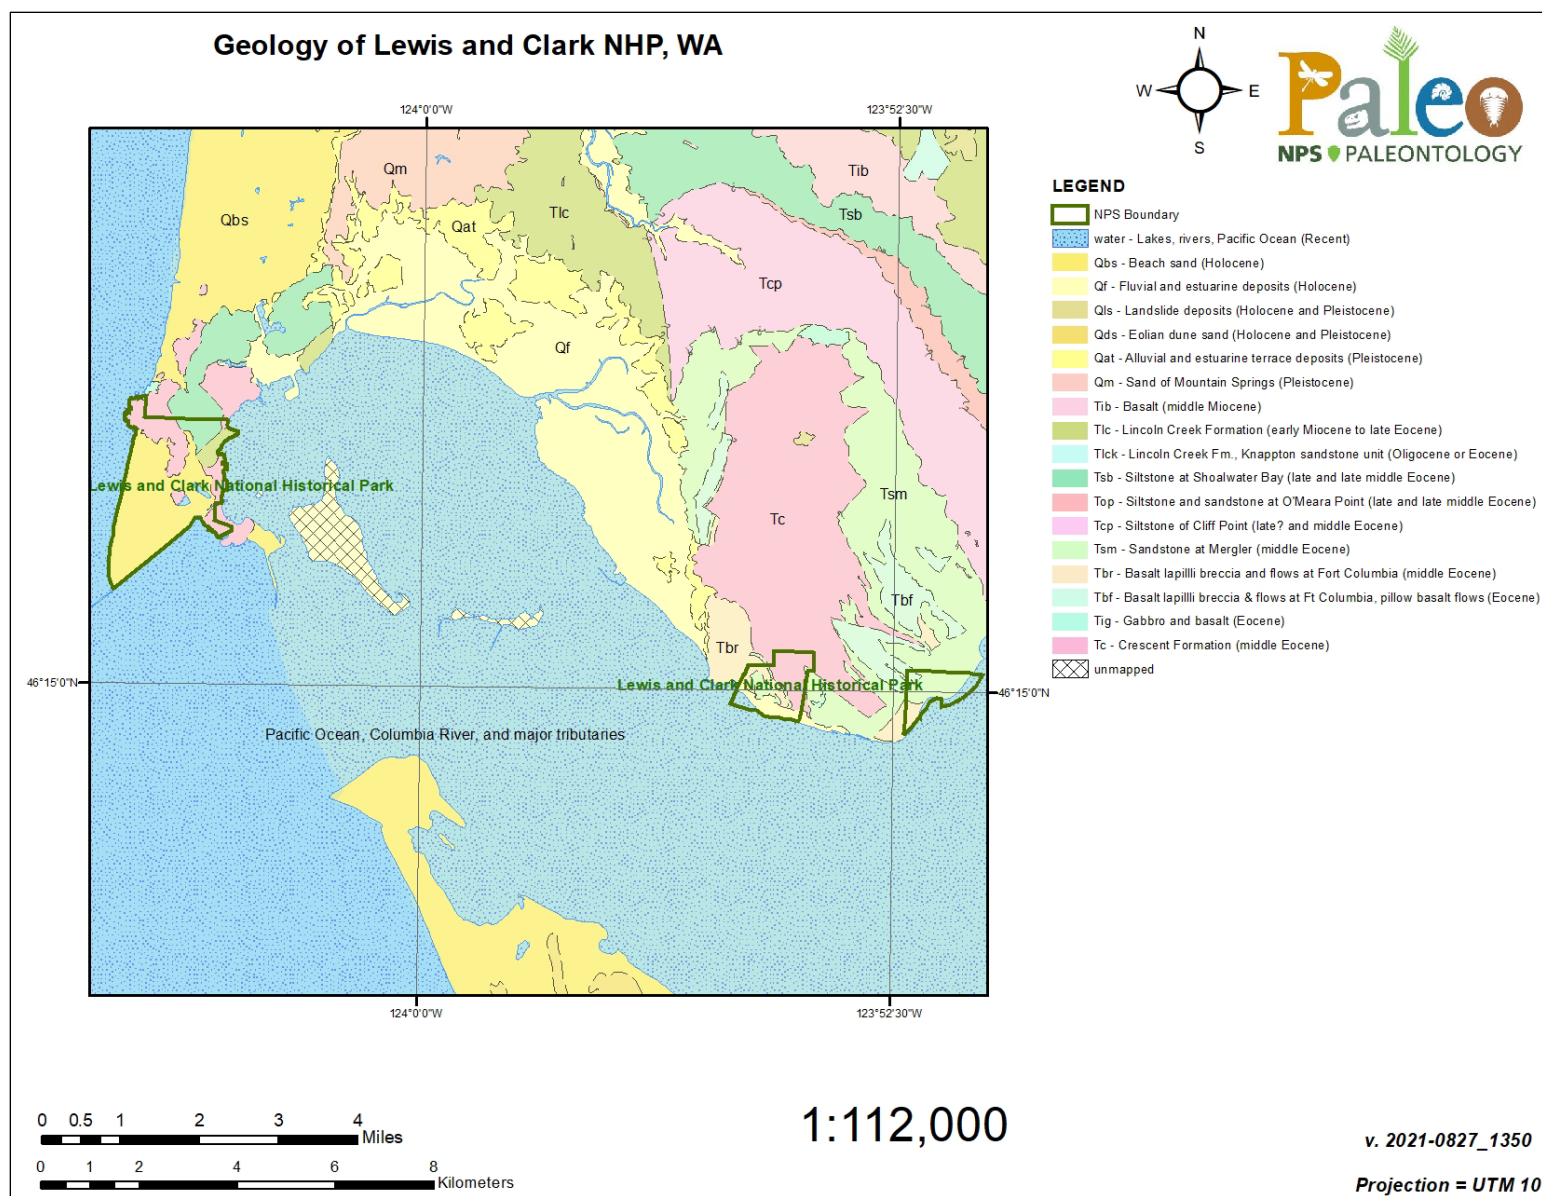 Geology of Lewis and Clark NHP, WA
N
W
E
S
Paleo
NPS PALEONTOLOGY
124°0'0"W
123°52'30"W
Qbs
Qm
Qat
Tlc
Tib
Tsb
Tcp
Qf
Tc
Tsm
Tbf
Tbr
Lewis and Clark National Historical Park
Lewis and Clark National Historical Park
46°15'0"N
46°15'0"N
Pacific Ocean, Columbia River, and major tributaries
124°0'0"W
123°52'30"W
LEGEND
NPS Boundary
water - Lakes, rivers, Pacific Ocean (Recent)
Qbs - Beach sand (Holocene)
Qf - Fluvial and estuarine deposits (Holocene)
Qls - Landslide deposits (Holocene and Pleistocene)
Qds - Eolian dune sand (Holocene and Pleistocene)
Qat - Alluvial and estuarine terrace deposits (Pleistocene)
Qm - Sand of Mountain Springs (Pleistocene)
Tib - Basalt (middle Miocene)
Tlc - Lincoln Creek Formation (early Miocene to late Eocene)
Tlck - Lincoln Creek Fm., Knappton sandstone unit (Oligocene or Eocene)
Tsb - Siltstone at Shoalwater Bay (late and late middle Eocene)
Top - Siltstone and sandstone at O'Meara Point (late and late middle Eocene)
Tcp - Siltstone of Cliff Point (late? and middle Eocene)
Tsm - Sandstone at Mergler (middle Eocene)
Tbr - Basalt lapillli breccia and flows at Fort Columbia (middle Eocene)
Tbf - Basalt lapillli breccia & flows at Ft Columbia, pillow basalt flows (Eocene)
Tig - Gabbro and basalt (Eocene)
Tc - Crescent Formation (middle Eocene)
unmapped
0 0.5 1 2 3 4
Miles
0 1 2 4 6 8
Kilometers
1:112,000
v. 2021-0827_1350
Projection = UTM 10